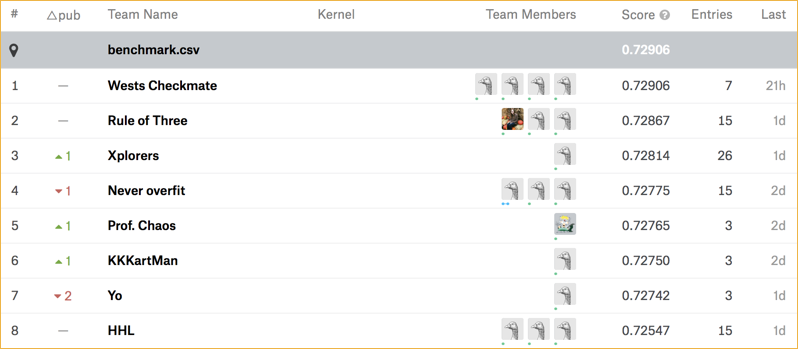 # △pub Team Name Kernel Team Members Score ? Entries Last
benchmark.csv 0.72906
1 — Wests Checkmate 0.72906 7 21h
2 — Rule of Three 0.72867 15 1d
3 ▲1 Xplorers 0.72814 26 1d
4 ▼1 Never overfit 0.72775 15 2d
5 ▲1 Prof. Chaos 0.72765 3 2d
6 ▲1 KKKartMan 0.72750 3 2d
7 ▼2 Yo 0.72742 3 1d
8 — HHL 0.72547 15 1d